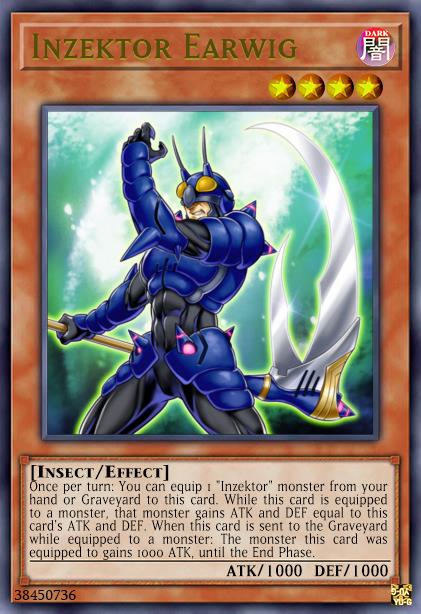 Inzektor Earwig
DARK
闇
[Insect/Effect]
Once per turn: You can equip 1 "Inzektor" monster from your
hand or Graveyard to this card. While this card is equipped
to a monster, that monster gains ATK and DEF equal to this
card's ATK and DEF. When this card is sent to the Graveyard
while equipped to a monster: The monster this card was
equipped to gains 1000 ATK, until the End Phase.
ATK/1000 DEF/1000
38450736